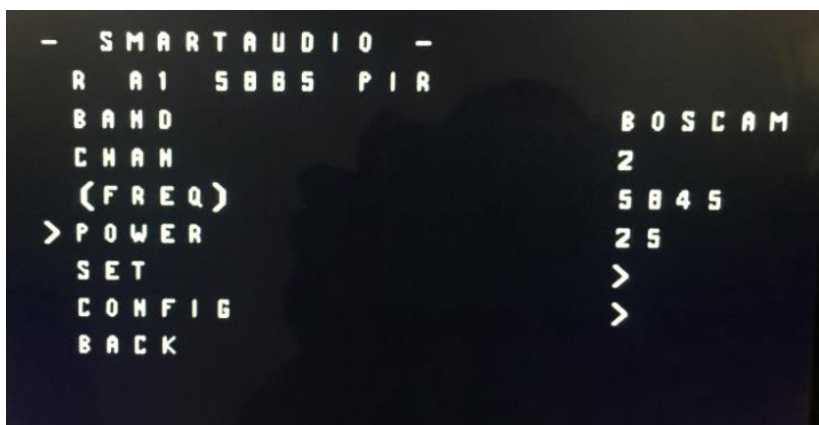 - SMARTAUDIO -
R A1 5865 PIR
BAND BOSCAM
CHAN 2
(FREQ) 5845
> POWER 25
SET >
CONFIG >
BACK